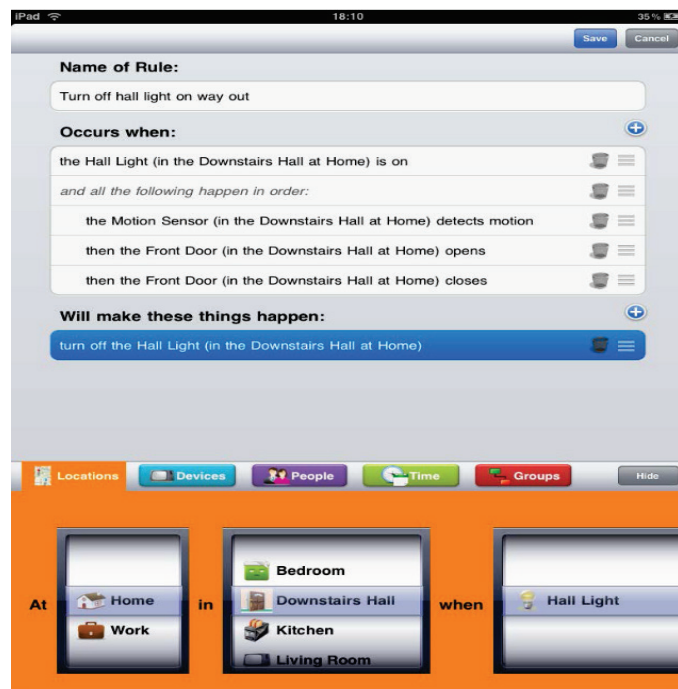 iPad 18:10 35%
Save Cancel
Name of Rule:
Turn off hall light on way out
Occurs when:
the Hall Light (in the Downstairs Hall at Home) is on
and all the following happen in order:
the Motion Sensor (in the Downstairs Hall at Home) detects motion
then the Front Door (in the Downstairs Hall at Home) opens
then the Front Door (in the Downstairs Hall at Home) closes
Will make these things happen:
turn off the Hall Light (in the Downstairs Hall at Home)
Locations Devices People Time Groups Hide
Bedroom
At Home in Downstairs Hall when Hall Light
Work Kitchen
Living Room